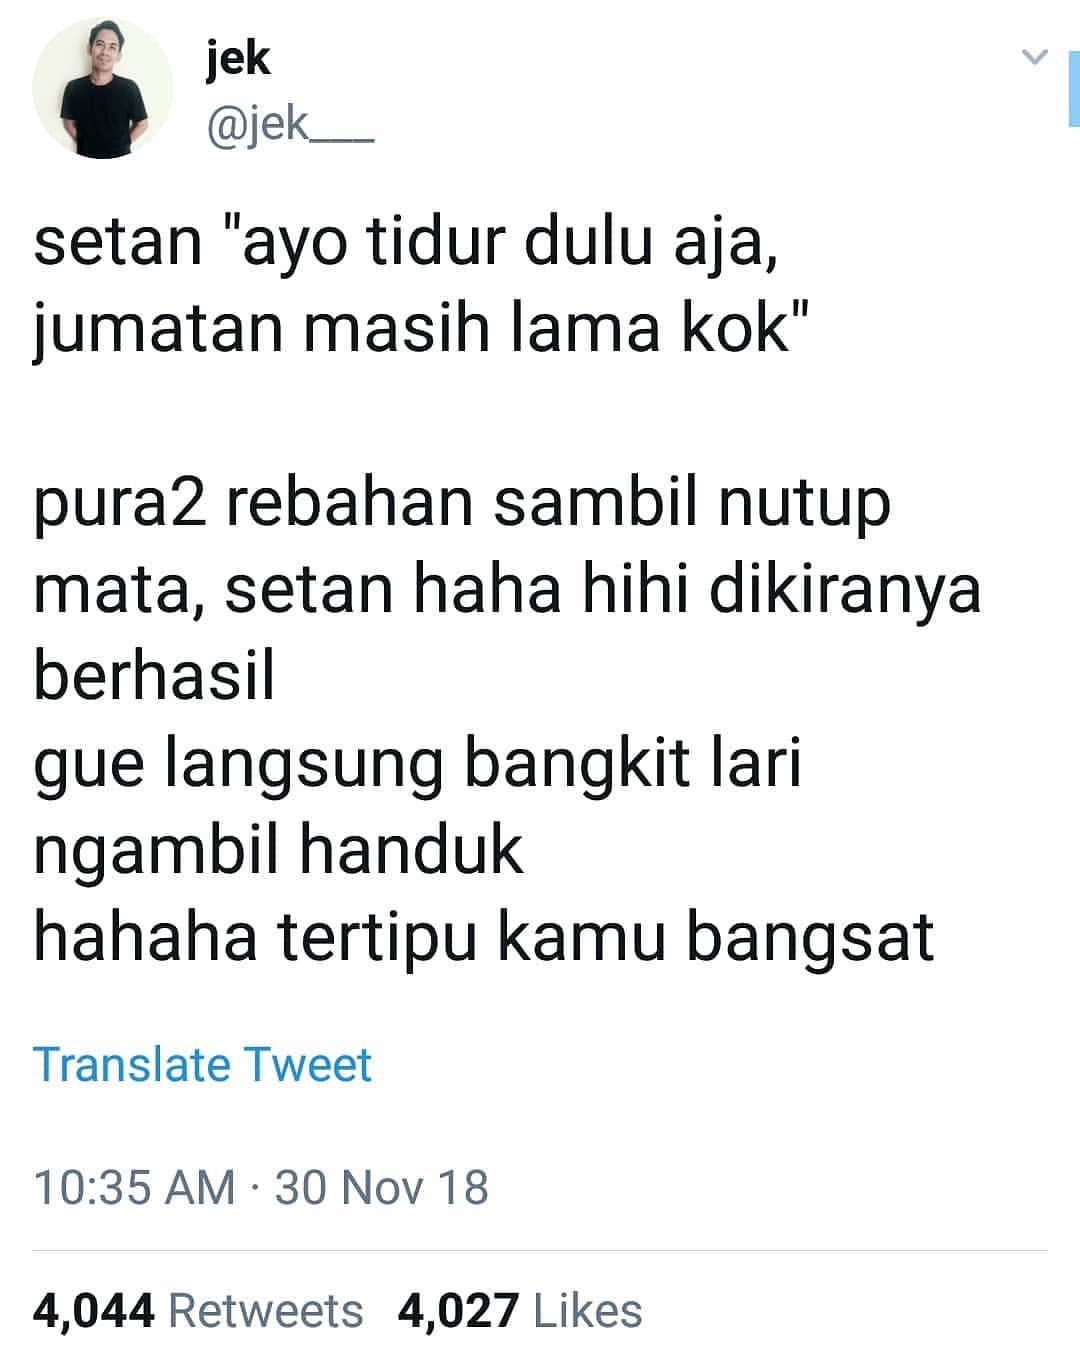 jek
@jek___
setan "ayo tidur dulu aja,
jumatan masih lama kok"
pura2 rebahan sambil nutup
mata, setan haha hihi dikiranya
berhasil
gue langsung bangkit lari
ngambil handuk
hahaha tertipu kamu bangsat
Translate Tweet
10:35 AM · 30 Nov 18
4,044 Retweets 4,027 Likes